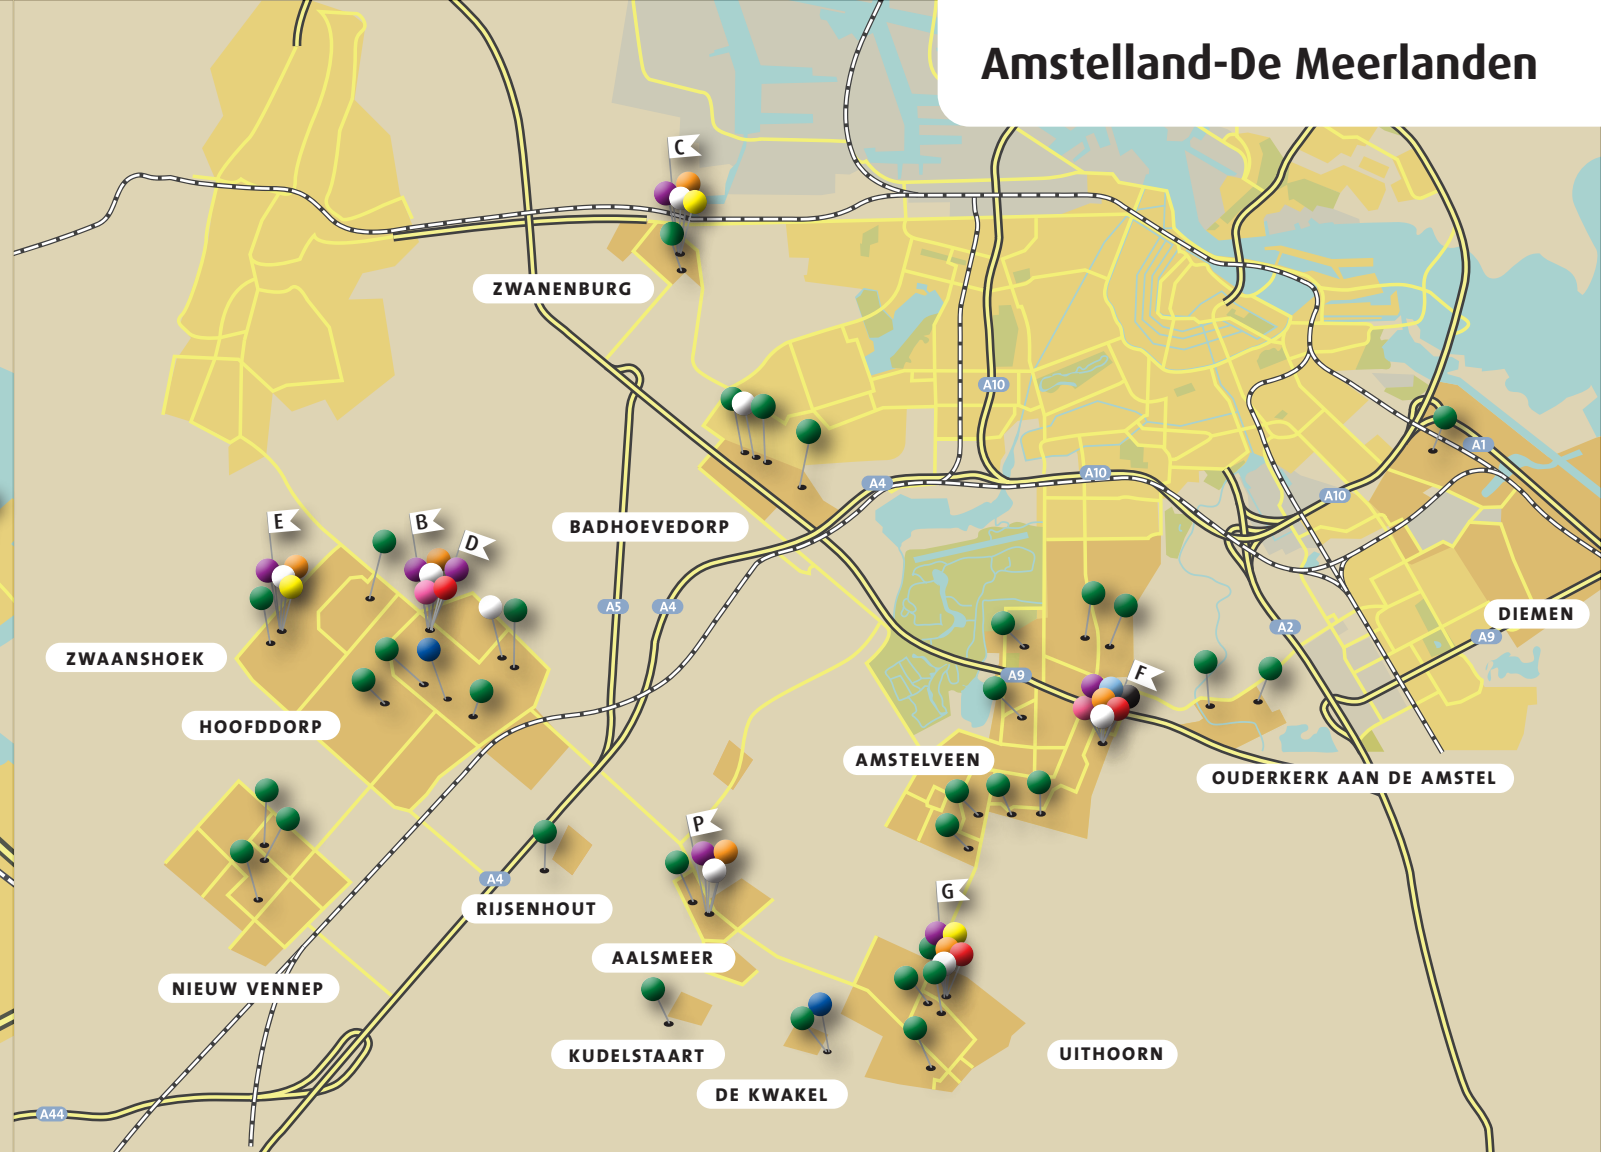 Amstelland-De Meerlanden
C
ZWANENBURG
A10
A1
A4
A10
A10
BADHOEVEDORP
E
B
D
A5
A4
DIEMEN
A2
A9
ZWAANSHOEK
A9
F
HOOFDDORP
AMSTELVEEN
OUDERKERK AAN DE AMSTEL
P
A4
G
RIJSENHOUT
AALSMEER
NIEUW VENNEP
KUDELSTAART
UITHOORN
DE KWAKEL
A44